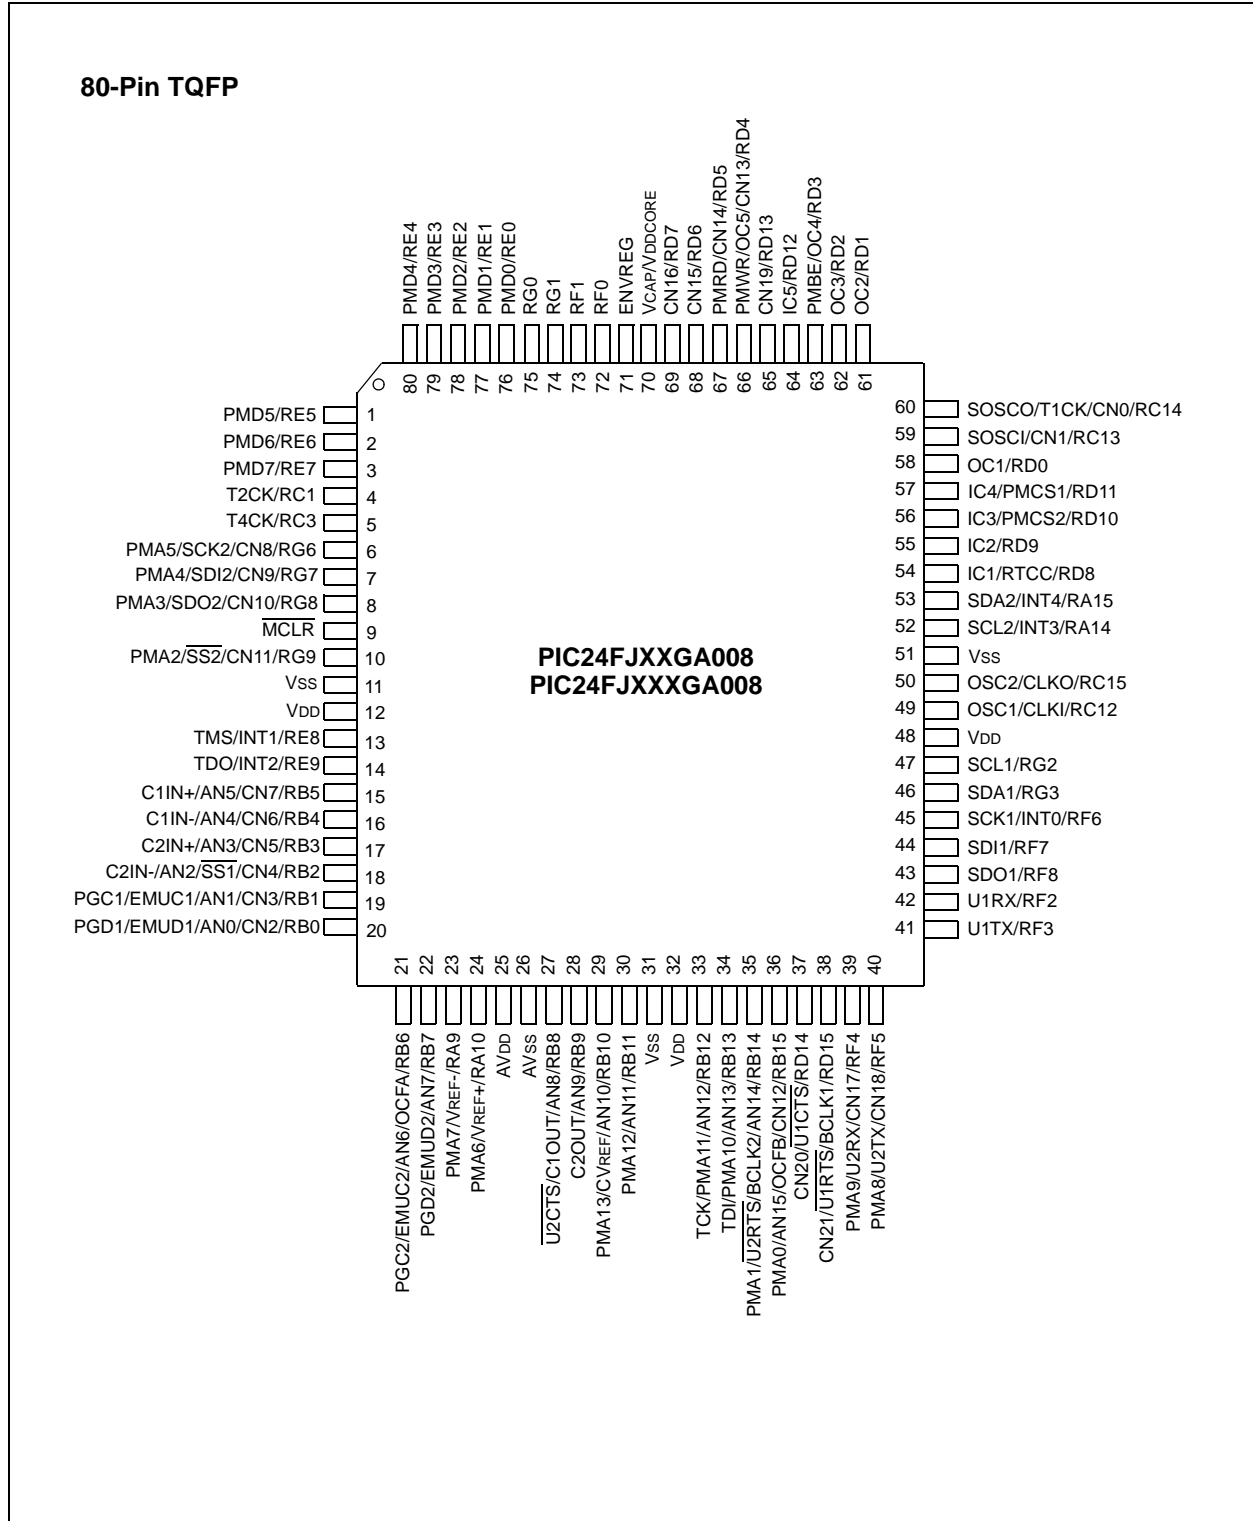 80-Pin TQFP
PMD4/RE4
PMD3/RE3
PMD2/RE2
PMD1/RE1
PMD0/RE0
RG0
RG1
RF1
RF0
ENVREG
VCAP/VDDCORE
CN16/RD7
CN15/RD6
PMRD/CN14/RD5
PMWR/OC5/CN13/RD4
CN19/RD13
IC5/RD12
PMBE/OC4/RD3
OC3/RD2
OC2/RD1
80
79
78
77
76
75
74
73
72
71
70
69
68
67
66
65
64
63
62
61
PMD5/RE5 1
PMD6/RE6 2
PMD7/RE7 3
T2CK/RC1 4
T4CK/RC3 5
PMA5/SCK2/CN8/RG6 6
PMA4/SDI2/CN9/RG7 7
PMA3/SDO2/CN10/RG8 8
MCLR 9
PMA2/SS2/CN11/RG9 10
VSS 11
VDD 12
TMS/INT1/RE8 13
TDO/INT2/RE9 14
C1IN+/AN5/CN7/RB5 15
C1IN-/AN4/CN6/RB4 16
C2IN+/AN3/CN5/RB3 17
C2IN-/AN2/SS1/CN4/RB2 18
PGC1/EMUC1/AN1/CN3/RB1 19
PGD1/EMUD1/AN0/CN2/RB0 20
PIC24FJXXGA008
PIC24FJXXXGA008
60 SOSCO/T1CK/CN0/RC14
59 SOSCI/CN1/RC13
58 OC1/RD0
57 IC4/PMCS1/RD11
56 IC3/PMCS2/RD10
55 IC2/RD9
54 IC1/RTCC/RD8
53 SDA2/INT4/RA15
52 SCL2/INT3/RA14
51 VSS
50 OSC2/CLKO/RC15
49 OSC1/CLKI/RC12
48 VDD
47 SCL1/RG2
46 SDA1/RG3
45 SCK1/INT0/RF6
44 SDI1/RF7
43 SDO1/RF8
42 U1RX/RF2
41 U1TX/RF3
21
22
23
24
25
26
27
28
29
30
31
32
33
34
35
36
37
38
39
40
PGC2/EMUC2/AN6/OCFA/RB6
PGD2/EMUD2/AN7/RB7
PMA7/VREF-/RA9
PMA6/VREF+/RA10
AVDD
AVSS
U2CTS/C1OUT/AN8/RB8
C2OUT/AN9/RB9
PMA13/CVREF/AN10/RB10
PMA12/AN11/RB11
VSS
VDD
TCK/PMA11/AN12/RB12
TDI/PMA10/AN13/RB13
PMA1/U2RTS/BCLK2/AN14/RB14
PMA0/AN15/OCFB/CN12/RB15
CN20/U1CTS/RD14
CN21/U1RTS/BCLK1/RD15
PMA9/U2RX/CN17/RF4
PMA8/U2TX/CN18/RF5